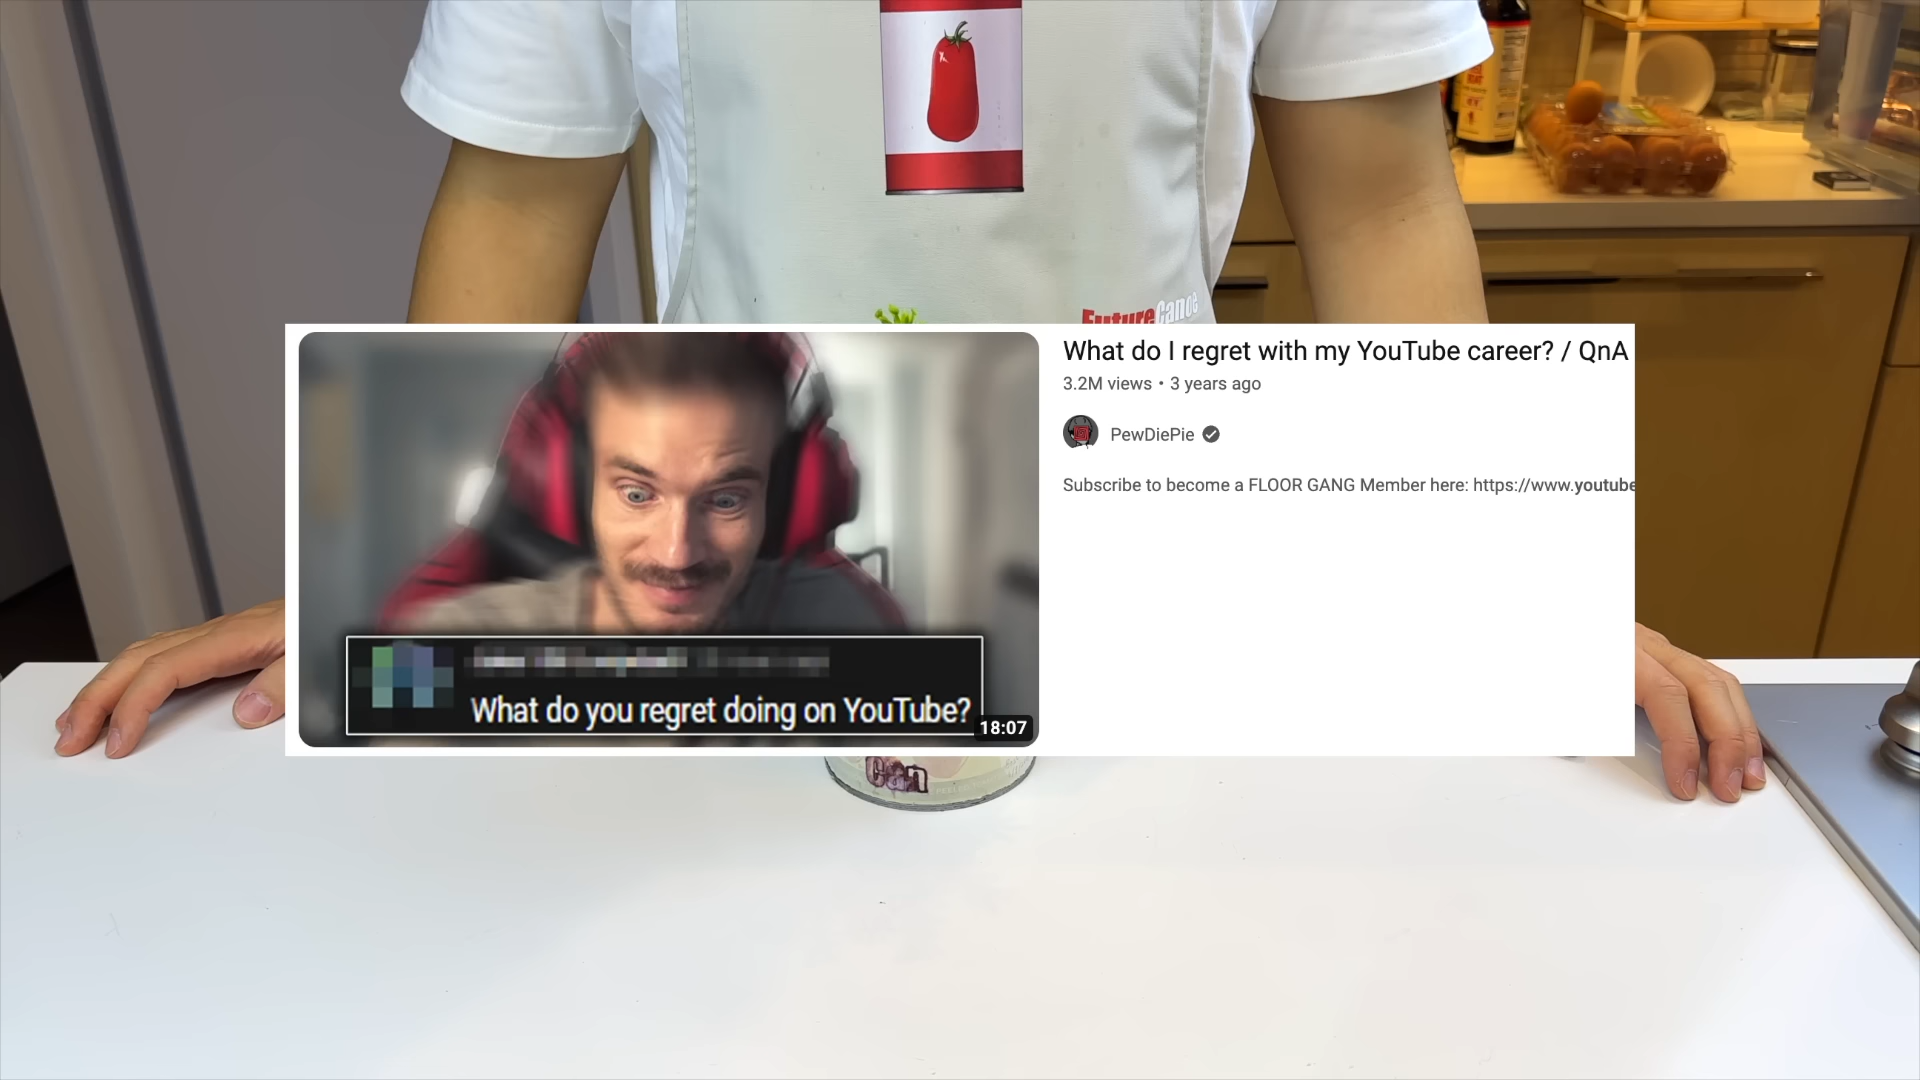 FutureCanoe
What do I regret with my YouTube career? / QnA
3.2M views • 3 years ago
PewDiePie
Subscribe to become a FLOOR GANG Member here: https://www.youtube
What do you regret doing on YouTube?
18:07
can